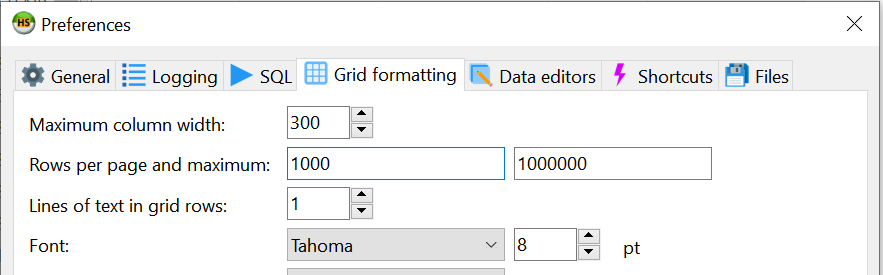 HS Preferences
General Logging SQL Grid formatting Data editors Shortcuts Files
Maximum column width: 300
Rows per page and maximum: 1000 1000000
Lines of text in grid rows: 1
Font: Tahoma 8 pt